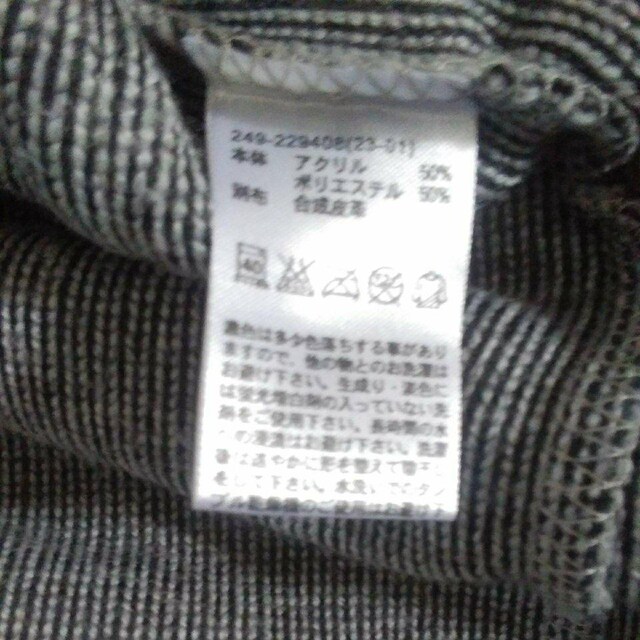 249-229408(23-01)
本体 アクリル 50%
ポリエステル 50%
別布 合成皮革
40
濃色は多少色落ちする事があり
ますので、他の物とのお洗濯は
お避け下さい。生成り・淡色に
は蛍光増白剤の入っていない洗
剤をご使用下さい。長時間の水
の浸漬はお避け下さい。洗濯
後は速やかに形を整えて陰干し
をして下さい。